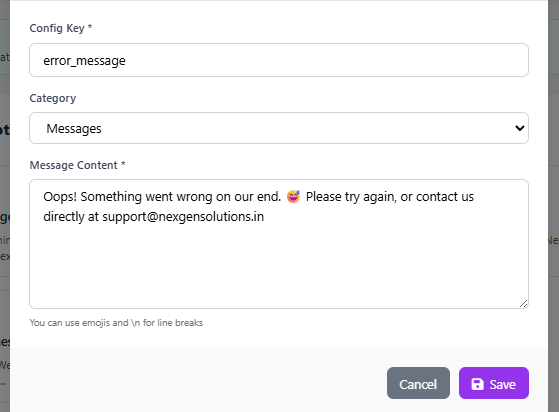 Config Key *
error_message
Category
Messages
Message Content *
Oops! Something went wrong on our end. 😅 Please try again, or contact us
directly at support@nexgensolutions.in
You can use emojis and \n for line breaks
Cancel
Save